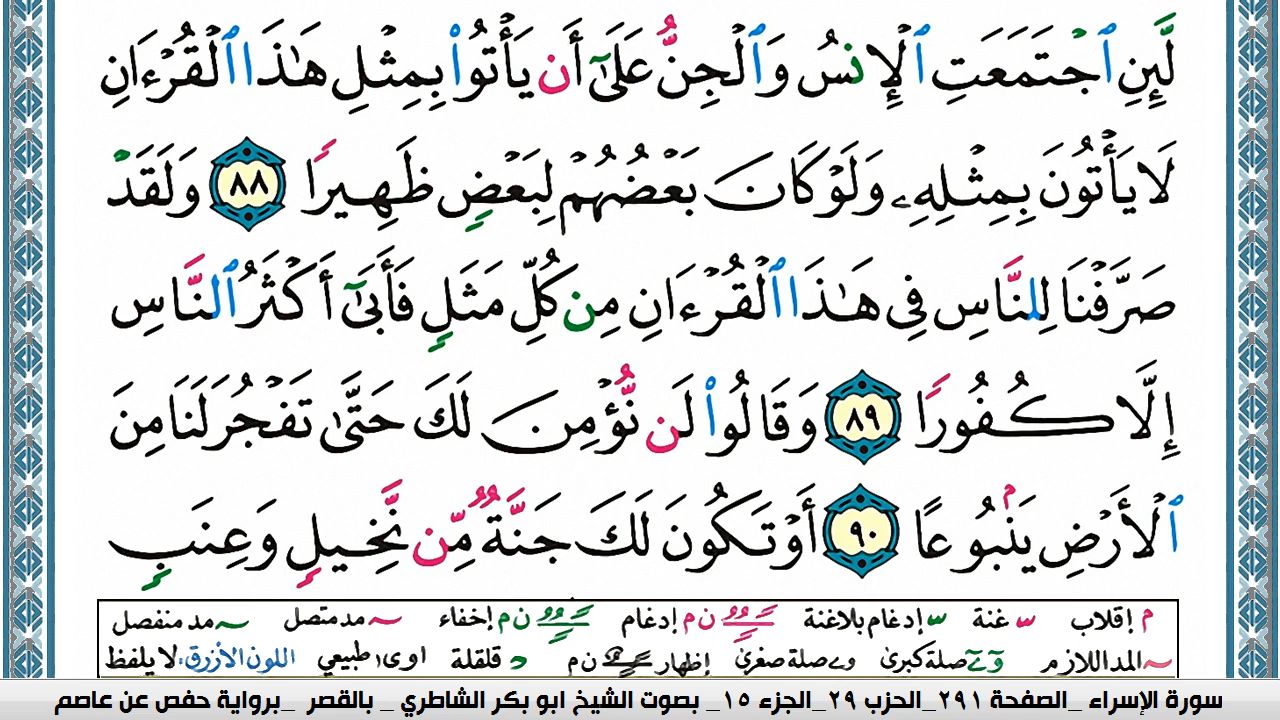 لَّئِنِ ٱجْتَمَعَتِ ٱلْإِنسُ وَٱلْجِنُّ عَلَىٰٓ أَن يَأْتُوا۟ بِمِثْلِ هَـٰذَا ٱلْقُرْءَانِ
لَا يَأْتُونَ بِمِثْلِهِۦ وَلَوْ كَانَ بَعْضُهُمْ لِبَعْضٍ ظَهِيرًا ٨٨ وَلَقَدْ
صَرَّفْنَا لِلنَّاسِ فِى هَـٰذَا ٱلْقُرْءَانِ مِن كُلِّ مَثَلٍ فَأَبَىٰٓ أَكْثَرُ ٱلنَّاسِ
إِلَّا كُفُورًا ٨٩ وَقَالُوا۟ لَن نُّؤْمِنَ لَكَ حَتَّىٰ تَفْجُرَ لَنَا مِنَ
ٱلْأَرْضِ يَنۢبُوعًا ٩٠ أَوْ تَكُونَ لَكَ جَنَّةٌ مِّن نَّخِيلٍ وَعِنَبٍ
م إقلاب غنة إدغام بلاغنة ن م إدغام ن م إخفاء مد متصل مد منفصل
المد اللازم صلة كبرى وے صلة صغرى إظهار ن م قلقلة اوى طبيعي اللون الأزرق: لا يلفظ
سورة الإسراء _الصفحة ٢٩١_الحزب ٢٩_الجزء ١٥_ بصوت الشيخ ابو بكر الشاطري _ بالقصر _برواية حفص عن عاصم